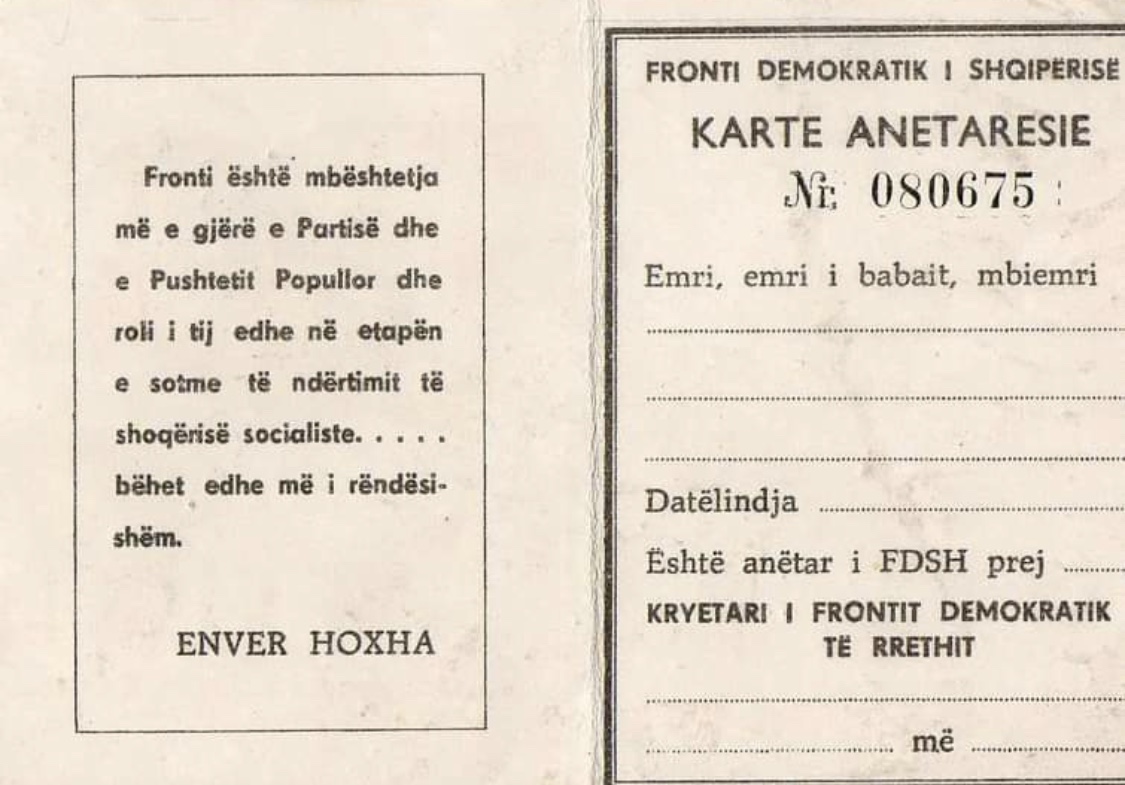 Fronti është mbështetja
më e gjërë e Partisë dhe
e Pushtetit Popullor dhe
roli i tij edhe në etapën
e sotme të ndërtimit të
shoqërisë socialiste. . . . .
bëhet edhe më i rëndësi-
shëm.
ENVER HOXHA
FRONTI DEMOKRATIK I SHQIPËRISË
KARTE ANETARESIE
Nr. 080675
Emri, emri i babait, mbiemri
Datëlindja
Është anëtar i FDSH prej
KRYETARI I FRONTIT DEMOKRATIK
TË RRETHIT
më